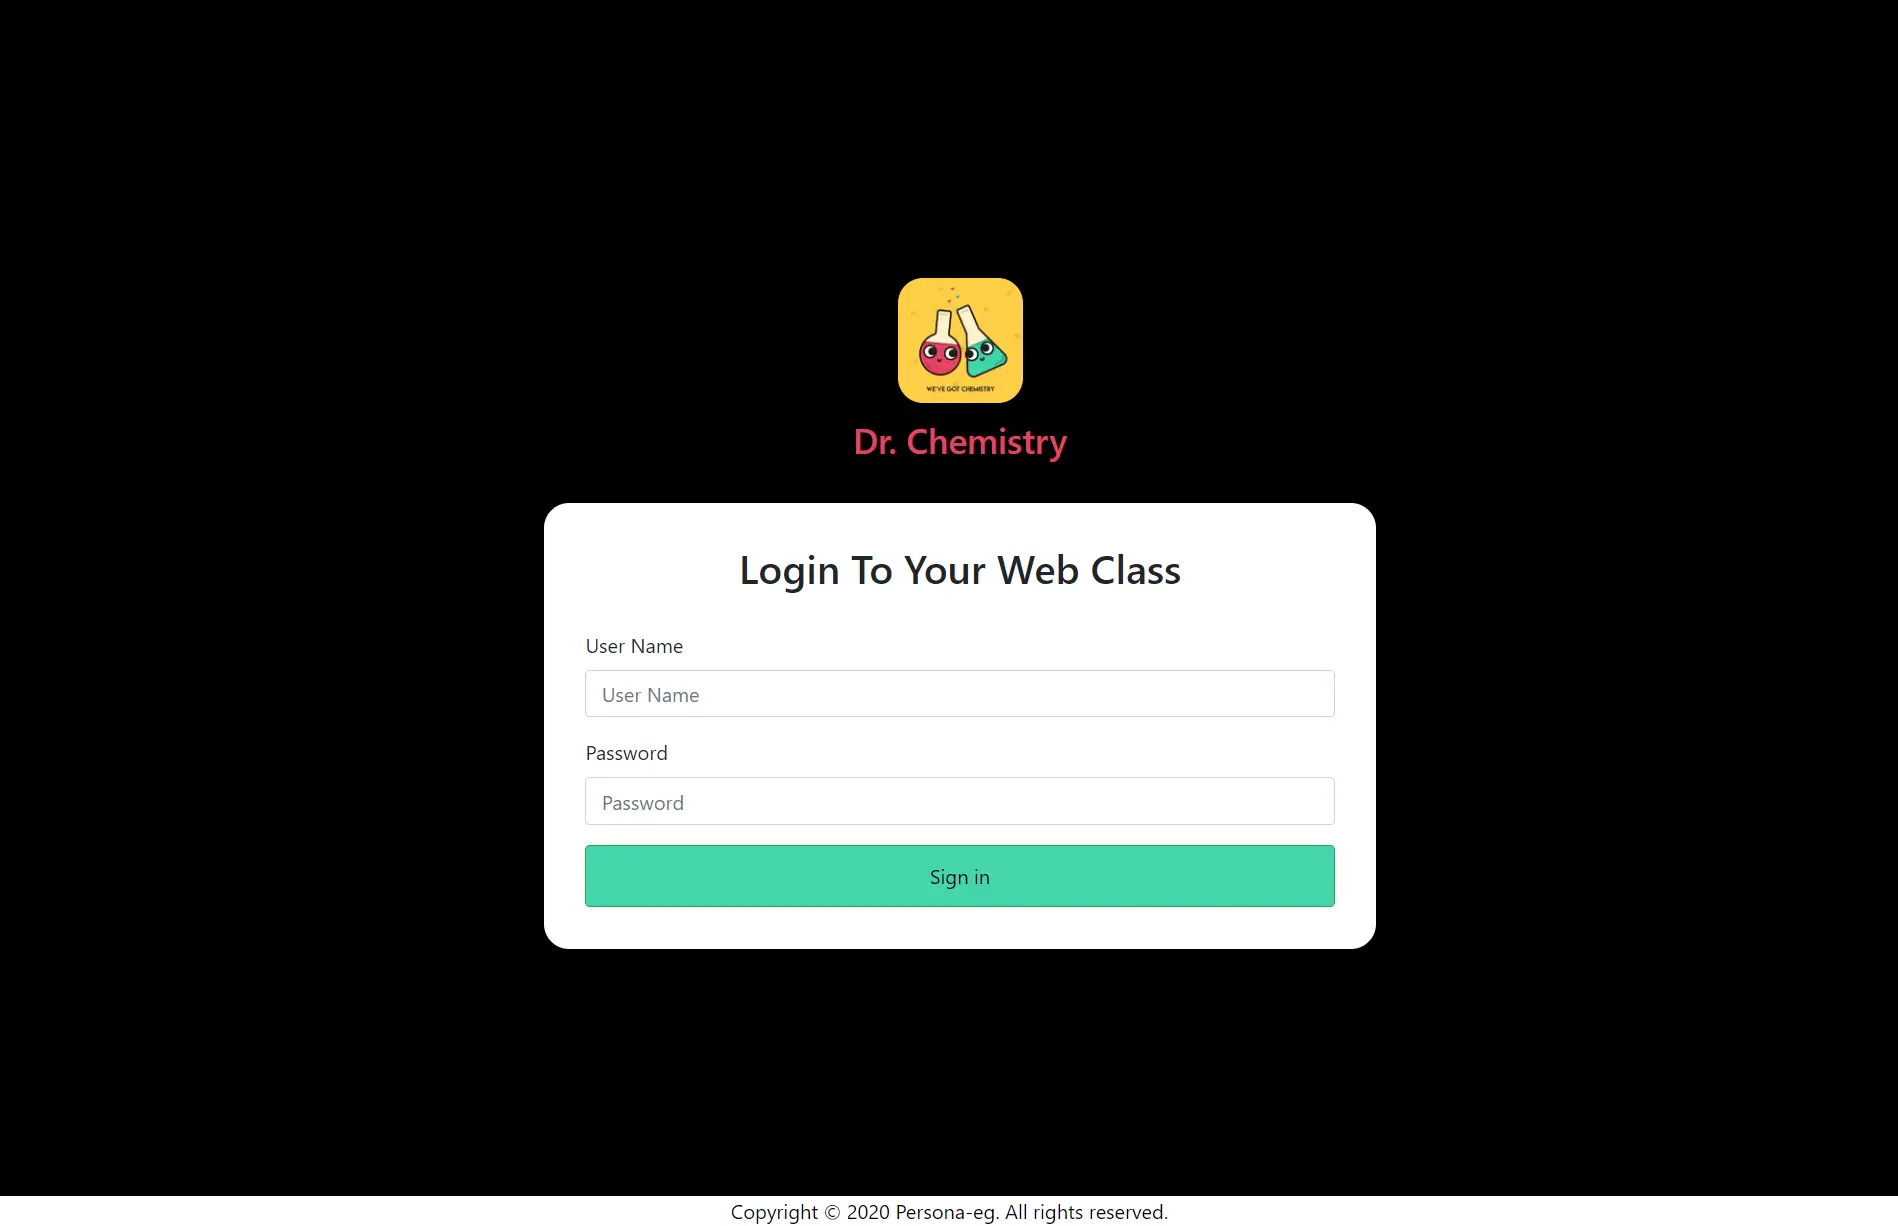 WE'VE GOT CHEMISTRY
Dr. Chemistry
Login To Your Web Class
User Name
User Name
Password
Password
Sign in
Copyright © 2020 Persona-eg. All rights reserved.